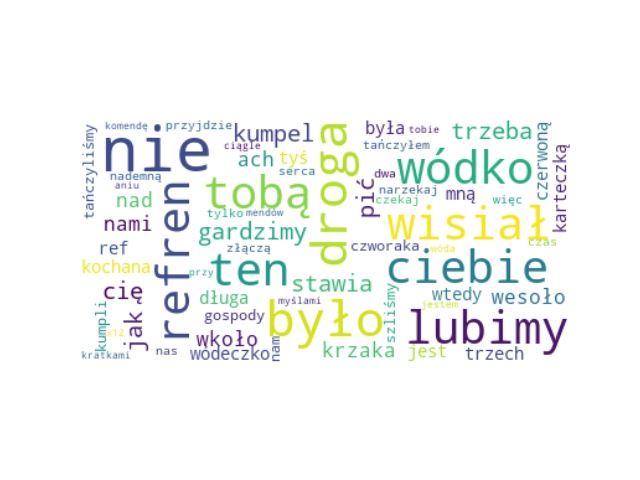 komendę przyjdzie kumpel była tobie trzeba
nie ciągle ach tyś serca droga tańczyłem wódko czerwoną
tańczyliśmy nademną aniu nad tobą pić dwa narzekaj mną więc karteczką
nami refren tylko mendów czekaj wisiał
ref gardzimy złączą czworaka woda czas
kochana przy ten ciebie
cię stawia wtedy wesoło
kumpli x12 jak długa myślami było szliśmy jestem lubimy
gospody wkoło
kratkami nas wódeczko nam krzaka jest trzech